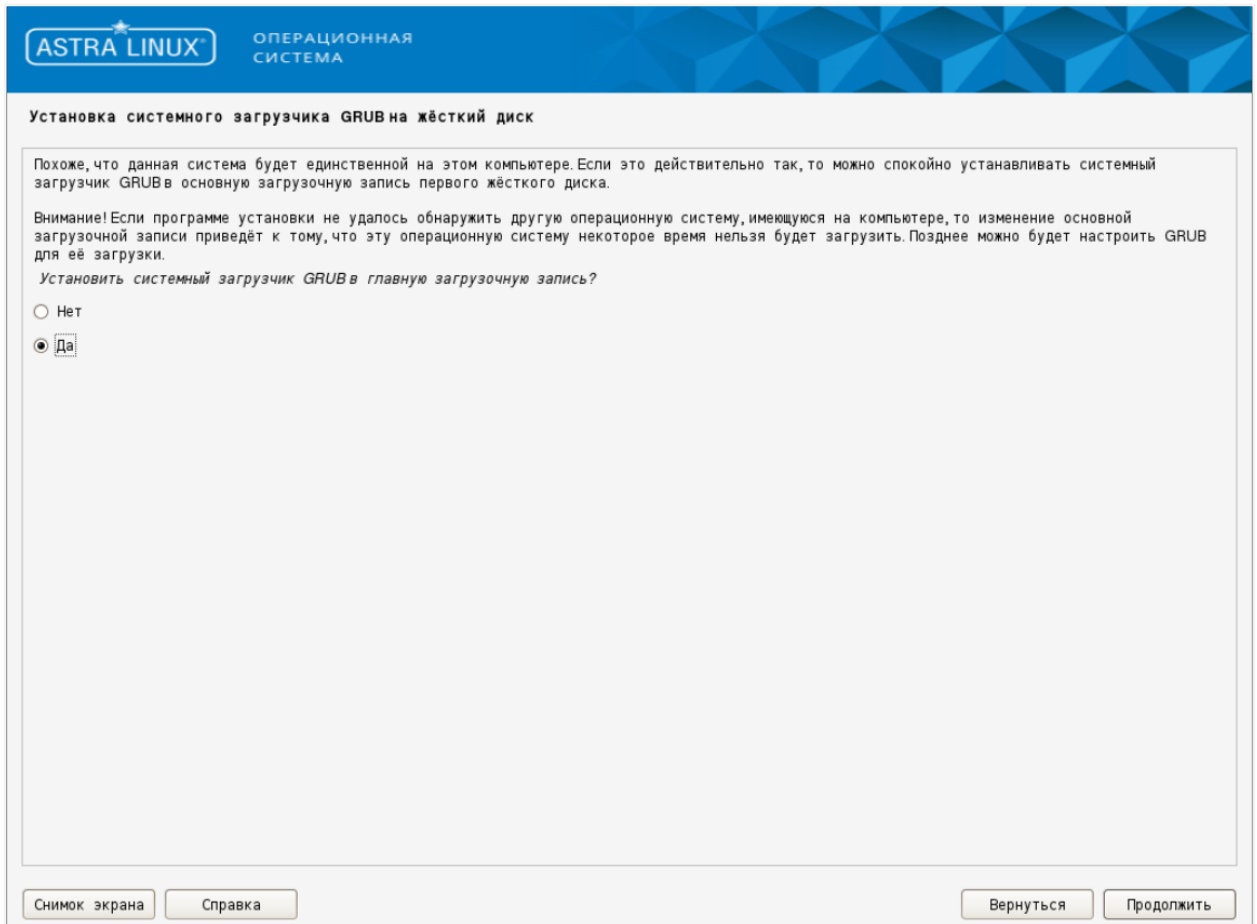 ASTRA LINUX®
ОПЕРАЦИОННАЯ
СИСТЕМА
Установка системного загрузчика GRUB на жёсткий диск
Похоже, что данная система будет единственной на этом компьютере. Если это действительно так, то можно спокойно устанавливать системный
загрузчик GRUB в основную загрузочную запись первого жёсткого диска.
Внимание! Если программе установки не удалось обнаружить другую операционную систему, имеющуюся на компьютере, то изменение основной
загрузочной записи приведёт к тому, что эту операционную систему некоторое время нельзя будет загрузить. Позднее можно будет настроить GRUB
для её загрузки.
Установить системный загрузчик GRUB в главную загрузочную запись?
Нет
Да
Снимок экрана
Справка
Вернуться
Продолжить